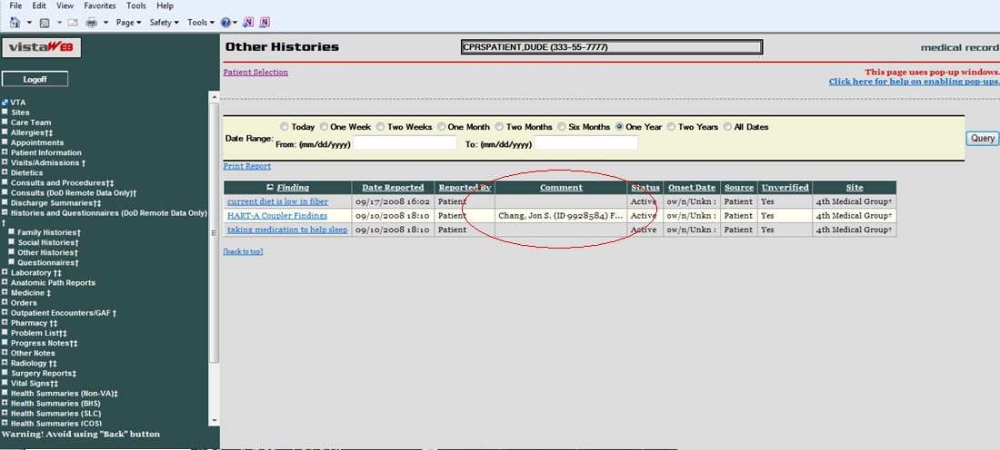 File Edit View Favorites Tools Help
Page Safety Tools
vistaWEB
Logoff
VTA
Sites
Care Team
Allergies†‡
Appointments
Patient Information
Visits/Admissions †
Dietetics
Consults and Procedures†‡
Consults (DoD Remote Data Only)†
Discharge Summaries†‡
Histories and Questionnaires (DoD Remote Data Only)
†
Family Histories†
Social Histories†
Other Histories†
Questionnaires†
Laboratory †‡
Anatomic Path Reports
Medicine ‡
Orders
Outpatient Encounters/GAF †
Pharmacy †‡
Problem List†‡
Progress Notes†‡
Other Notes
Radiology †‡
Surgery Reports‡
Vital Signs†‡
Health Summaries (Non-VA)‡
Health Summaries (BHS)
Health Summaries (SLC)
Health Summaries (COS)
Warning! Avoid using "Back" button
Other Histories
CPRSPATIENT,DUDE (333-55-7777)
medical record
Patient Selection
This page uses pop-up windows.
Click here for help on enabling pop-ups.
Date Range:
Today One Week Two Weeks One Month Two Months Six Months One Year Two Years All Dates
From: (mm/dd/yyyy) To: (mm/dd/yyyy)
Query
Print Report
Finding Date Reported Reported By Comment Status Onset Date Source Unverified Site
current diet is low in fiber 09/17/2008 16:02 Patient Active ow/n/Unkn : Patient Yes 4th Medical Group†
HART-A Coupler Findings 09/10/2008 18:10 Patient Chang, Jon S. (ID 9928584) F... Active ow/n/Unkn : Patient Yes 4th Medical Group†
taking medication to help sleep 09/10/2008 18:10 Patient Active ow/n/Unkn : Patient Yes 4th Medical Group†
[back to top]